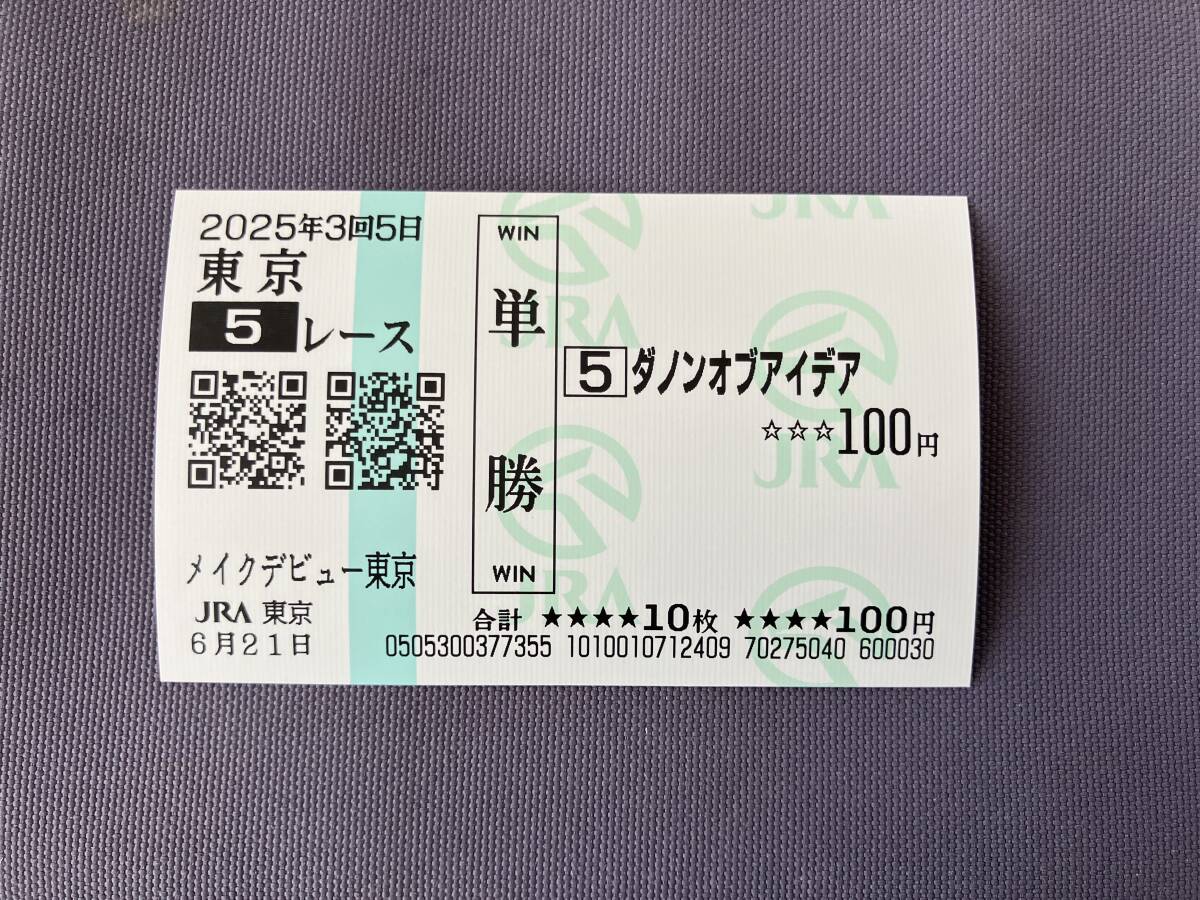 2025年3回5日
東京
5レース
メイクデビュー東京
JRA 東京
6月21日
WIN
単勝
WIN
5 ダノンオブアイデア
☆☆☆100円
合計 ★★★★10枚 ★★★★100円
0505300377355 1010010712409 70275040 600030
JRA
JRA
JRA
JRA